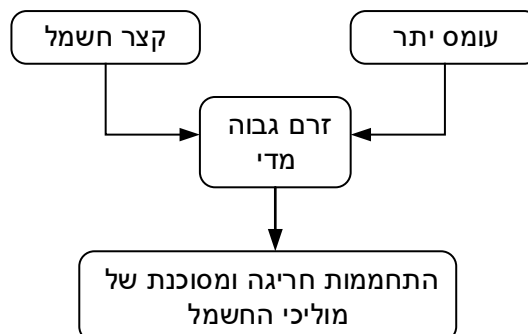 עומס יתר
קצר חשמל
זרם גבוה
מדי
התחממות חריגה ומסוכנת של
מוליכי החשמל